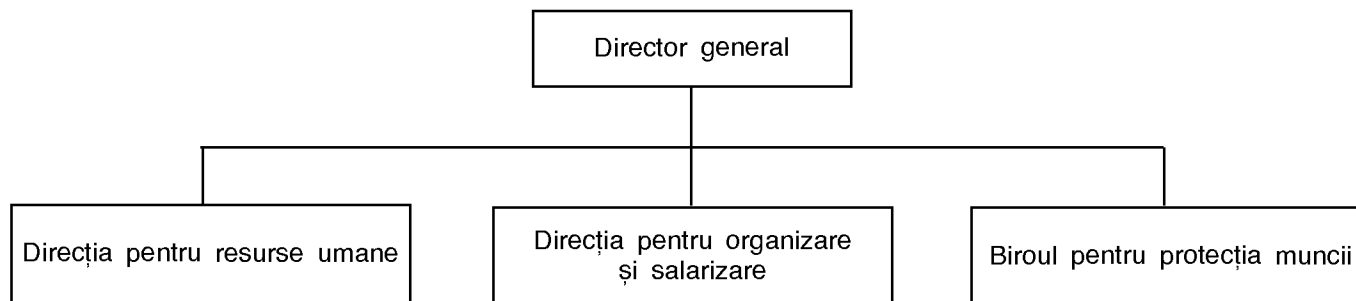 Director general
Direcția pentru resurse umane
Direcția pentru organizare
și salarizare
Biroul pentru protecția muncii